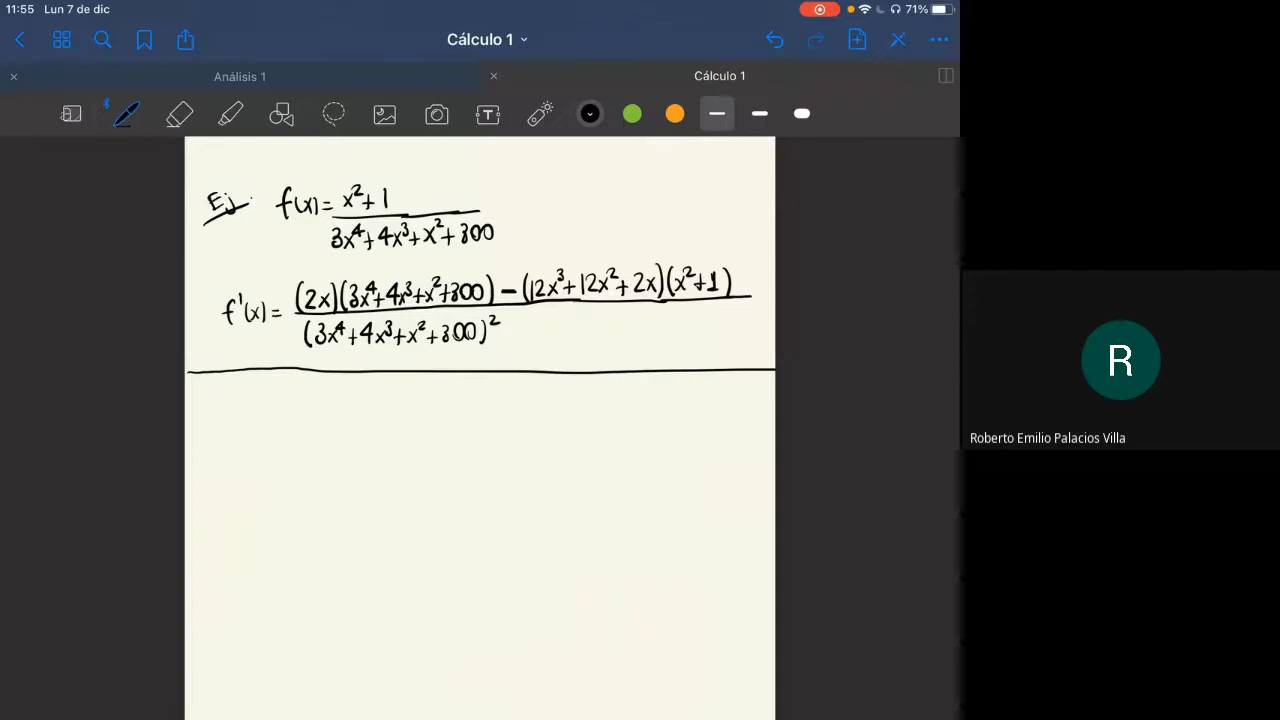 11:55 Lun 7 de dic 71%
Cálculo 1
Análisis 1 Cálculo 1
T
Ej f(x) = x² + 1
3x⁴ + 4x³ + x² + 300
f'(x) = (2x)(3x⁴ + 4x³ + x² + 300) - (12x³ + 12x² + 2x)(x² + 1)
(3x⁴ + 4x³ + x² + 300)²
R
Roberto Emilio Palacios Villa